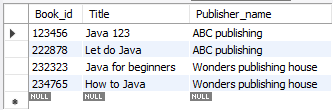 Book_id Title Publisher_name
123456 Java 123 ABC publishing
222878 Let do Java ABC publishing
232323 Java for beginners Wonders publishing house
234765 How to Java Wonders publishing house
NULL NULL NULL